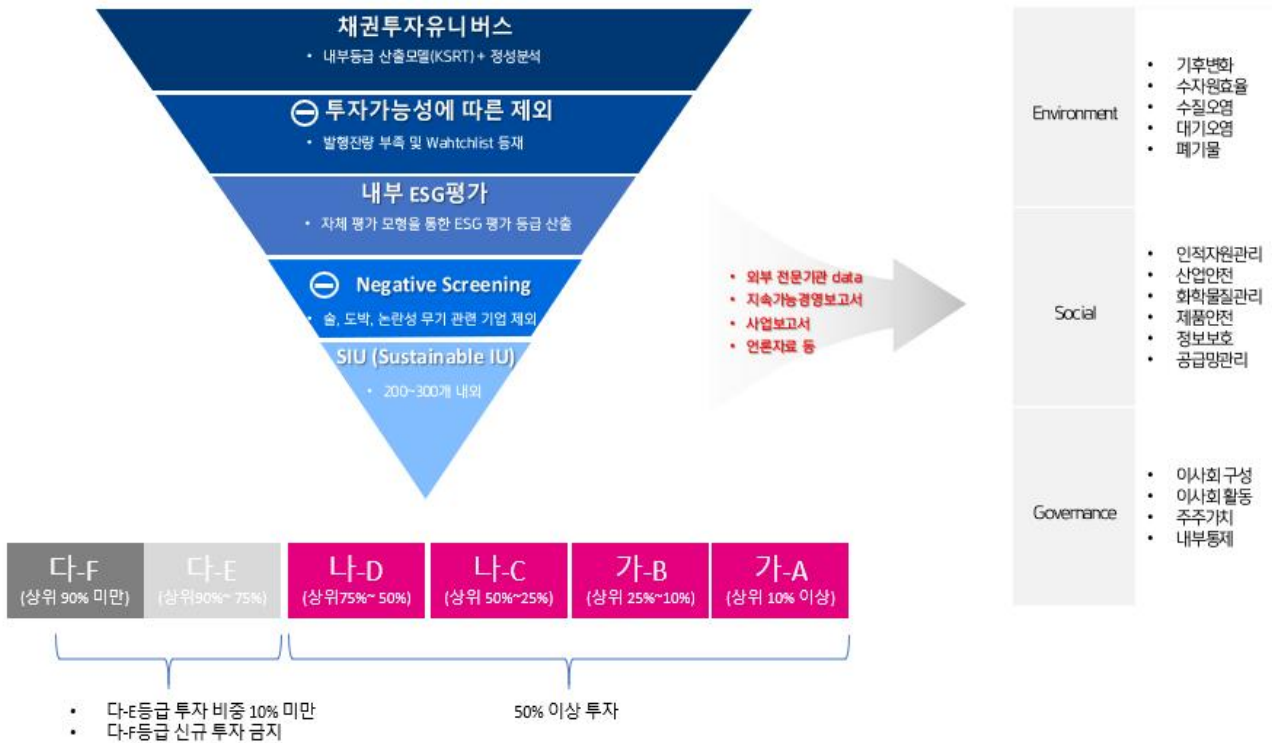 채권투자유니버스
• 내부등급 산출모델(KSRT) + 정성분석
투자가능성에 따른 제외
• 발행잔량 부족 및 Wahtchlist 등재
내부 ESG평가
• 자체 평가 모형을 통한 ESG 평가 등급 산출
Negative Screening
• 술, 도박, 논란성 무기 관련 기업 제외
SIU (Sustainable IU)
• 200~300개 내외
• 외부 전문기관 data
• 지속가능경영보고서
• 사업보고서
• 언론자료 등
Environment
• 기후변화
• 수자원효율
• 수질오염
• 대기오염
• 폐기물
Social
• 인적자원관리
• 산업안전
• 화학물질관리
• 제품안전
• 정보보호
• 공급망관리
Governance
• 이사회 구성
• 이사회 활동
• 주주가치
• 내부통제
다-F
(상위 90% 미만)
다-E
(상위90%~ 75%)
나-D
(상위75%~ 50%)
나-C
(상위 50%~25%)
가-B
(상위 25%~10%)
가-A
(상위 10% 이상)
• 다-E등급 투자 비중 10% 미만
• 다-F등급 신규 투자 금지
50% 이상 투자